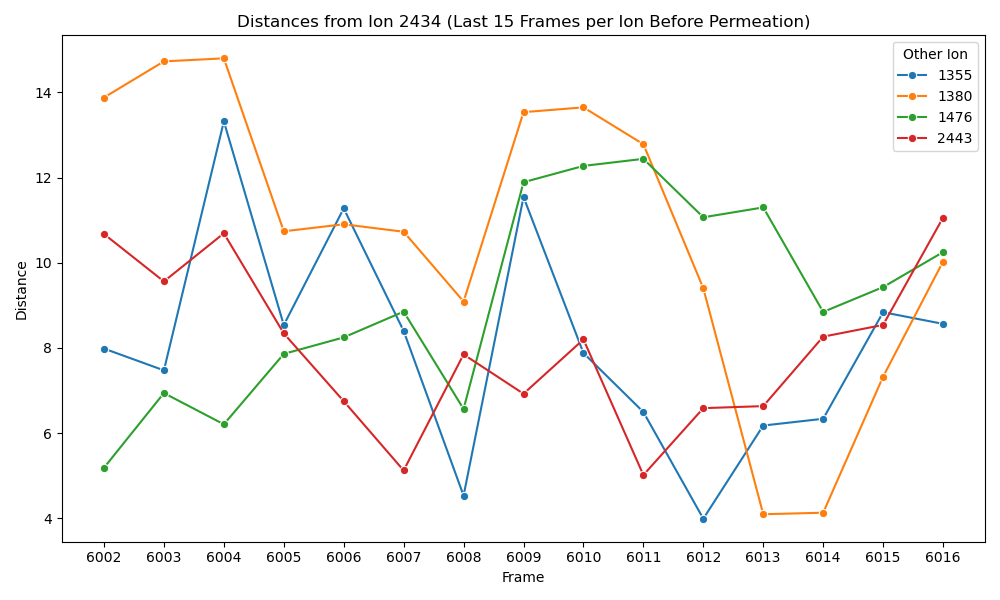 Distances from Ion 2434 (Last 15 Frames per Ion Before Permeation)
Other Ion
1355
1380
1476
2443
Distance
14
12
10
8
6
4
6002 6003 6004 6005 6006 6007 6008 6009 6010 6011 6012 6013 6014 6015 6016
Frame